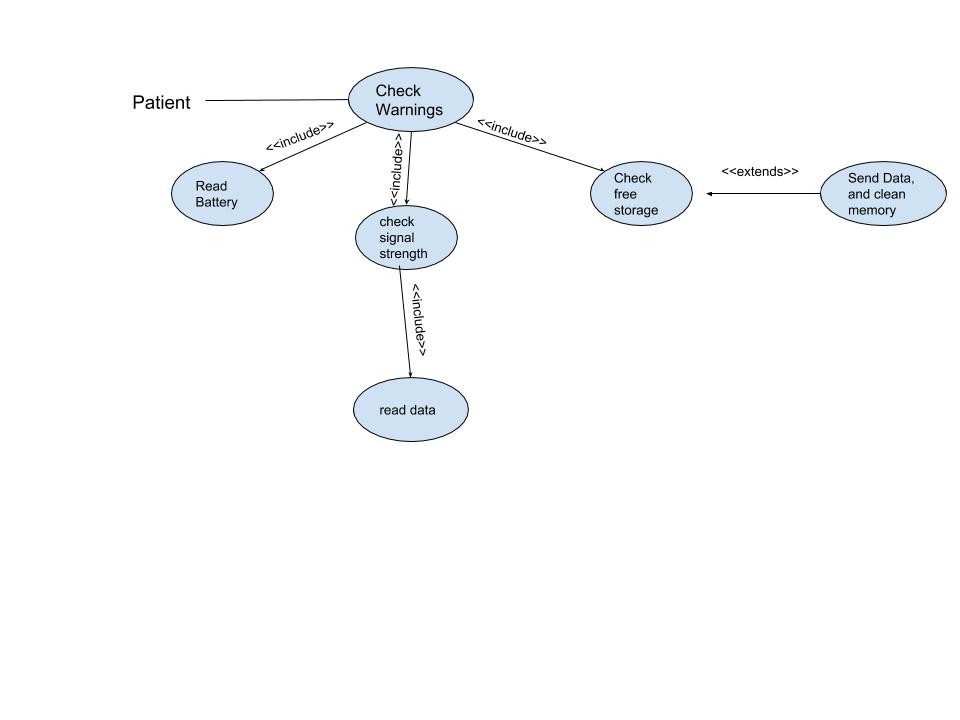 Patient
Check
Warnings
<<include>>
<<include>>
<<include>>
Read
Battery
check
signal
strength
Check
free
storage
<<extends>>
Send Data,
and clean
memory
<<include>>
read data